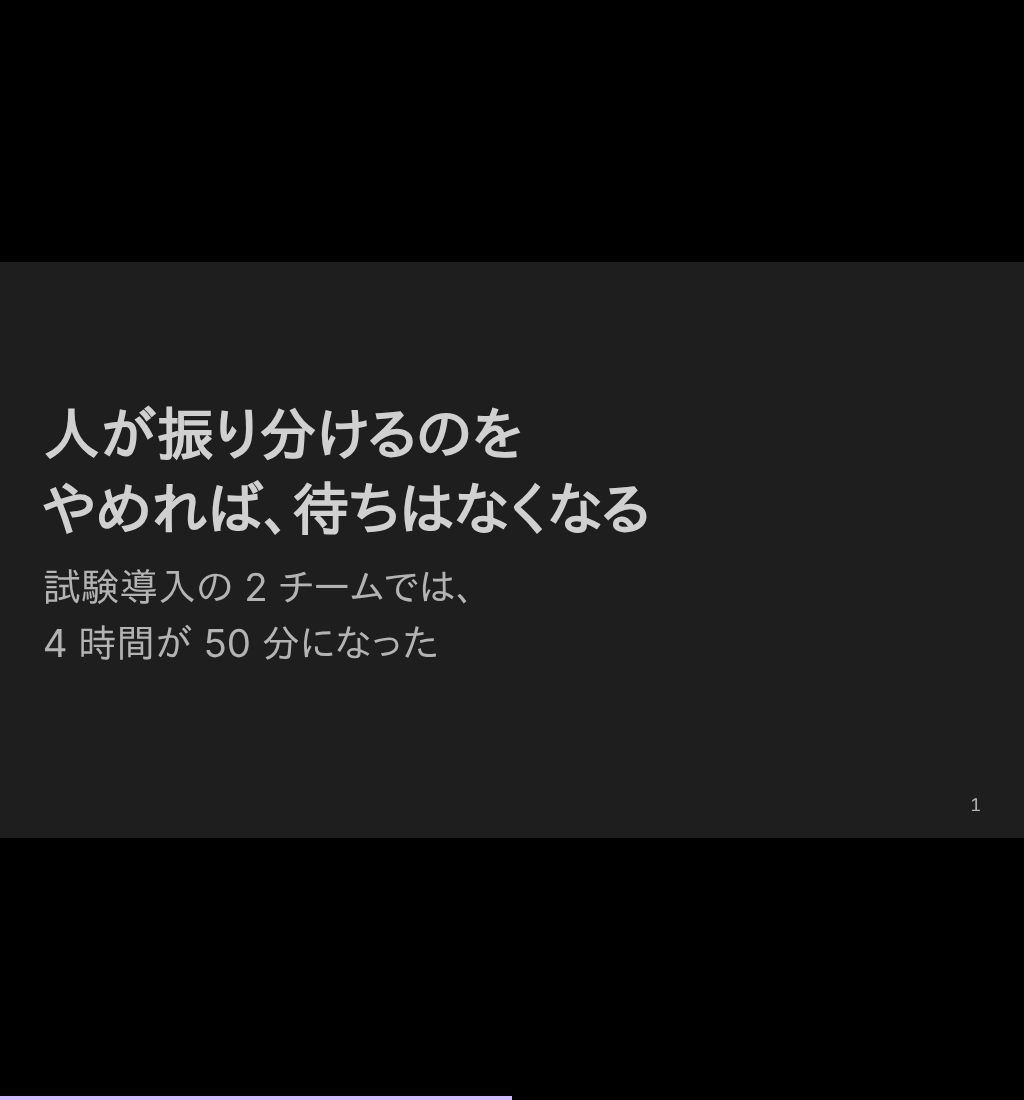 人が振り分けるのを
やめれば、待ちはなくなる
試験導入の 2 チームでは、
4 時間が 50 分になった
1